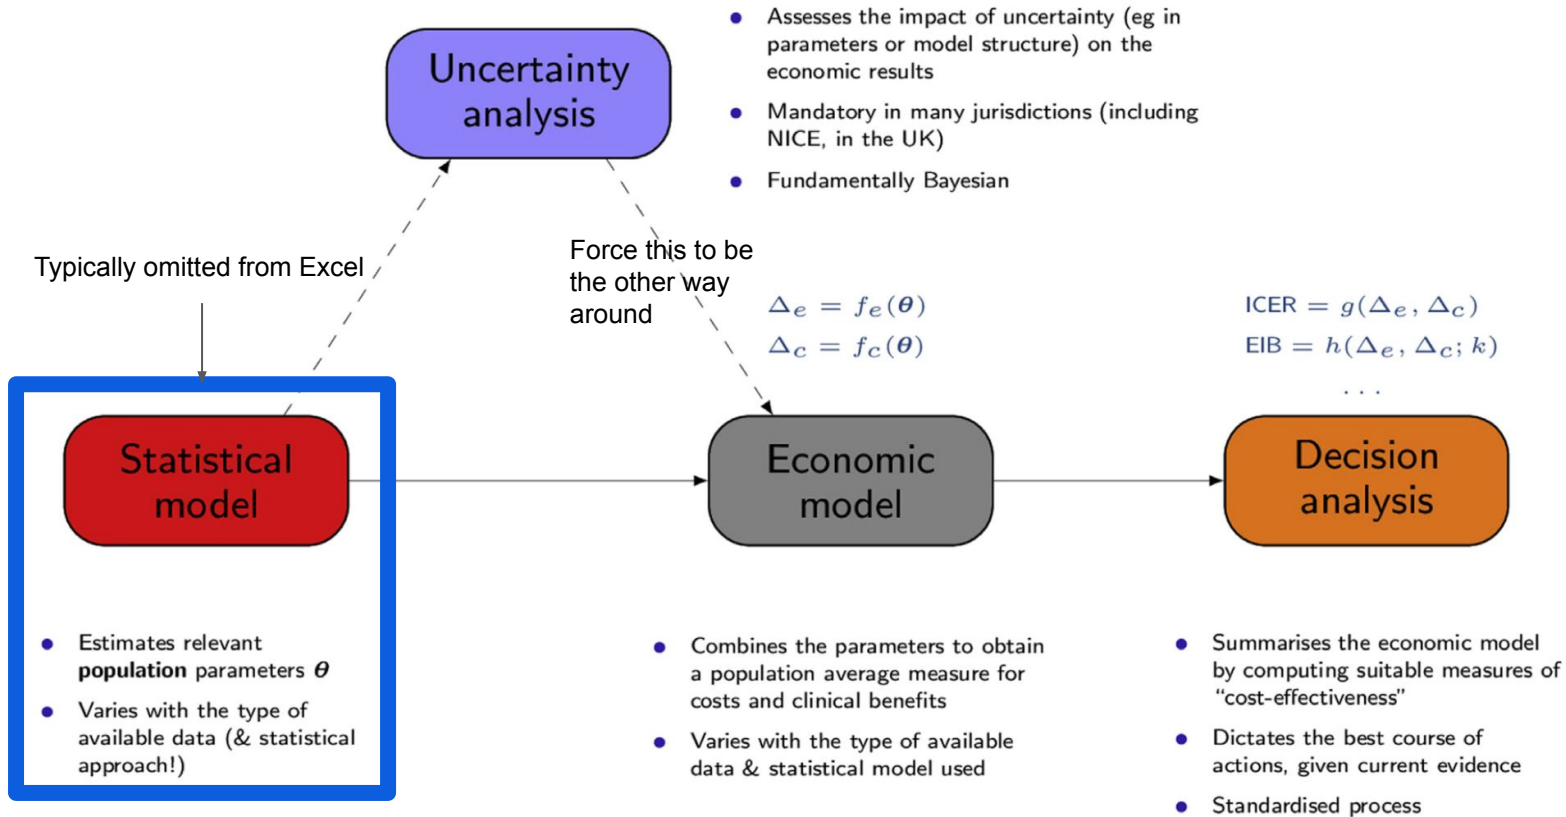 Uncertainty
analysis
• Assesses the impact of uncertainty (eg in
parameters or model structure) on the
economic results
• Mandatory in many jurisdictions (including
NICE, in the UK)
• Fundamentally Bayesian
Typically omitted from Excel
Force this to be
the other way
around
Δe = fe(θ)
Δc = fc(θ)
ICER = g(Δe, Δc)
EIB = h(Δe, Δc; k)
. . .
Statistical
model
Economic
model
Decision
analysis
• Estimates relevant
population parameters θ
• Varies with the type of
available data (& statistical
approach!)
• Combines the parameters to obtain
a population average measure for
costs and clinical benefits
• Varies with the type of available
data & statistical model used
• Summarises the economic model
by computing suitable measures of
“cost-effectiveness”
• Dictates the best course of
actions, given current evidence
• Standardised process